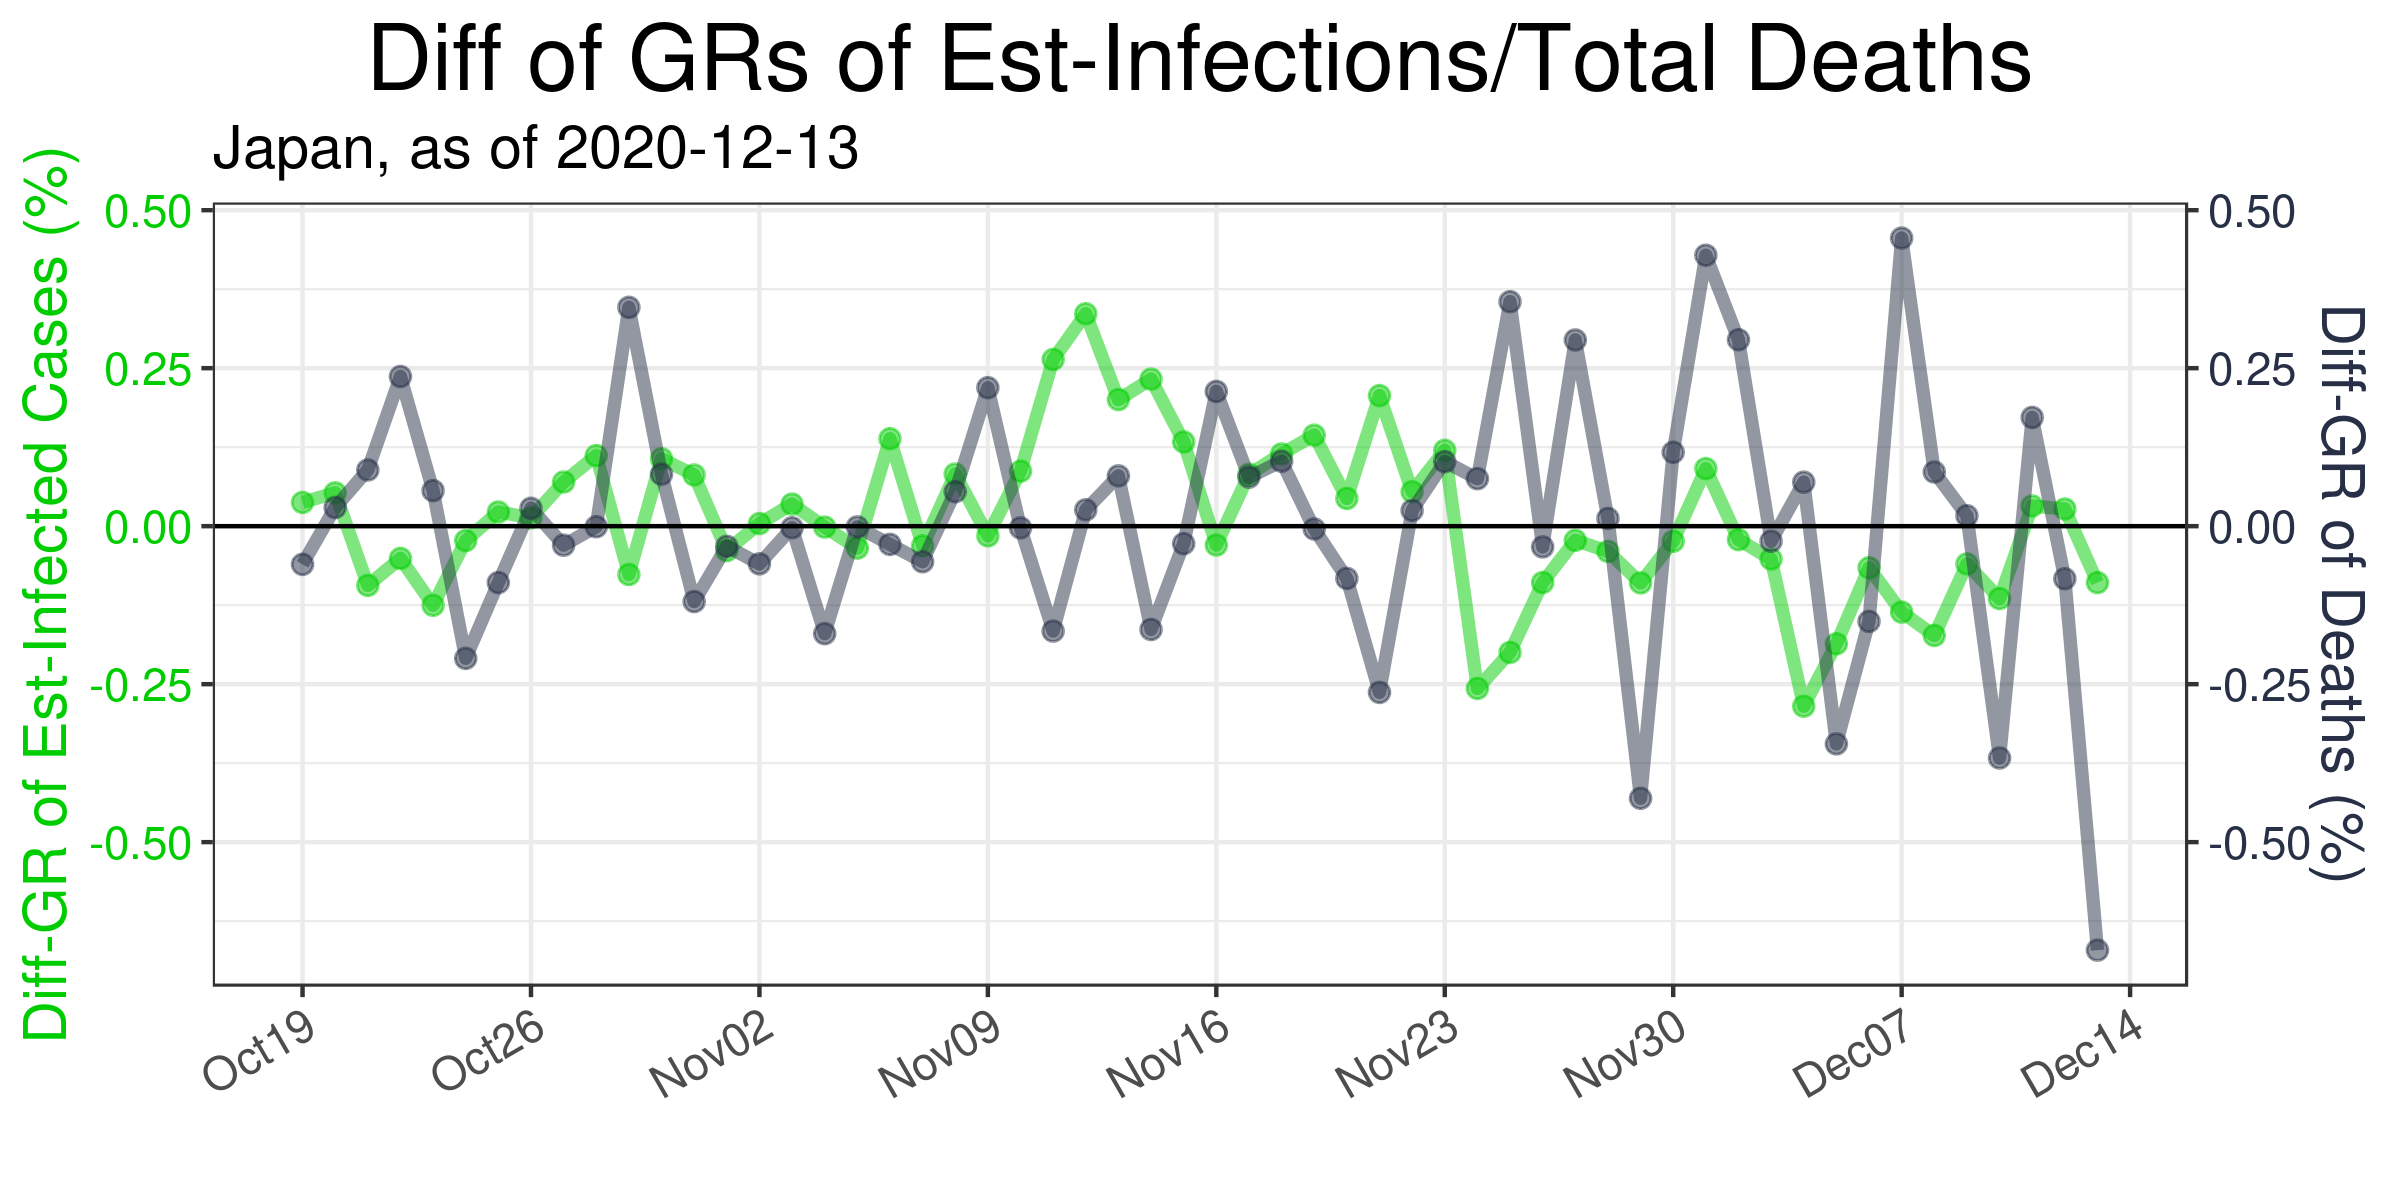 Diff of GRs of Est-Infections/Total Deaths
Japan, as of 2020-12-13
Diff-GR of Est-Infected Cases (%)
0.50
0.25
0.00
-0.25
-0.50
0.50
0.25
0.00
-0.25
-0.50
Diff-GR of Deaths (%)
Oct19
Oct26
Nov02
Nov09
Nov16
Nov23
Nov30
Dec07
Dec14